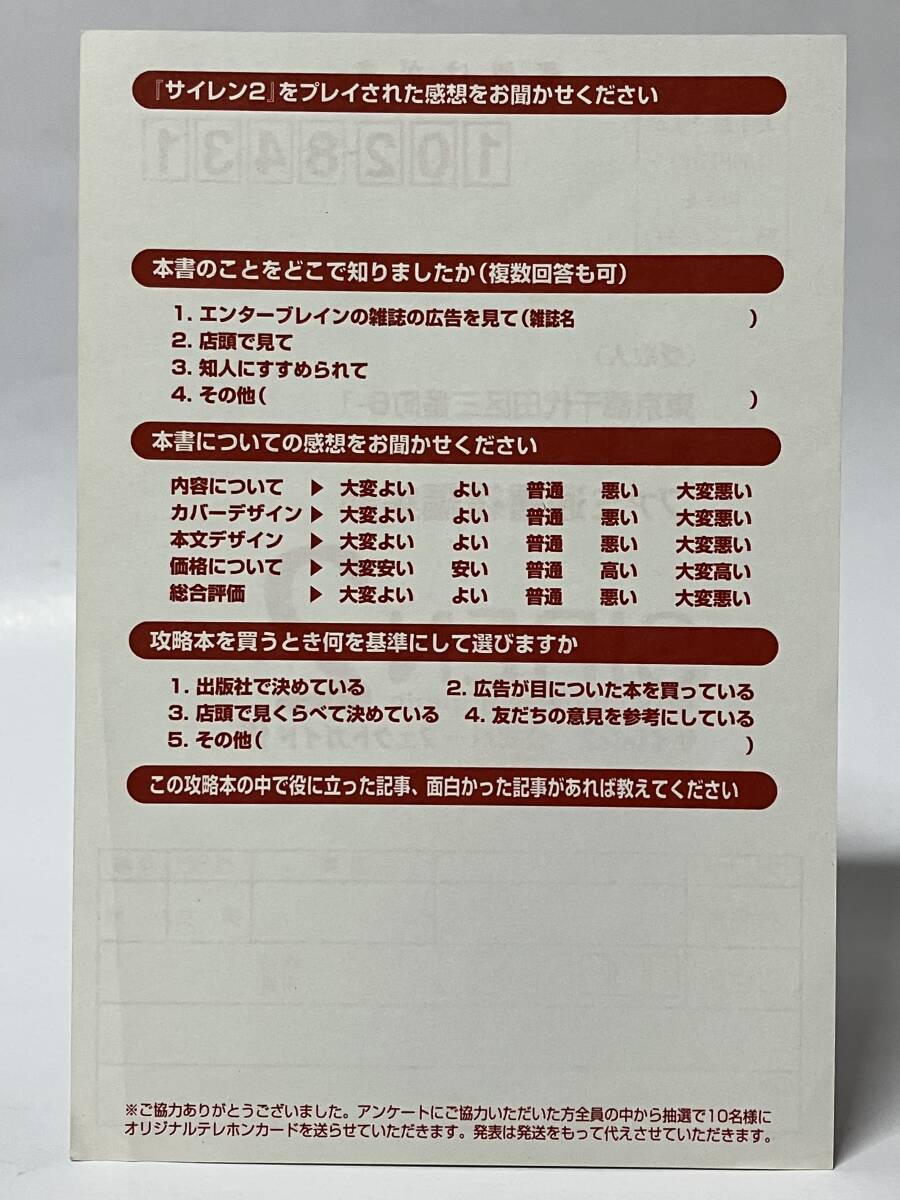 『サイレン2』をプレイされた感想をお聞かせください
本書のことをどこで知りましたか(複数回答も可)
1. エンターブレインの雑誌の広告を見て(雑誌名 )
2. 店頭で見て
3. 知人にすすめられて
4. その他( )
本書についての感想をお聞かせください
内容について ▶ 大変よい よい 普通 悪い 大変悪い
カバーデザイン ▶ 大変よい よい 普通 悪い 大変悪い
本文デザイン ▶ 大変よい よい 普通 悪い 大変悪い
価格について ▶ 大変安い 安い 普通 高い 大変高い
総合評価 ▶ 大変よい よい 普通 悪い 大変悪い
攻略本を買うとき何を基準にして選びますか
1. 出版社で決めている 2. 広告が目についた本を買っている
3. 店頭で見くらべて決めている 4. 友だちの意見を参考にしている
5. その他( )
この攻略本の中で役に立った記事、面白かった記事があれば教えてください
※ご協力ありがとうございました。アンケートにご協力いただいた方全員の中から抽選で10名様に
オリジナルテレホンカードを送らせていただきます。発表は発送をもって代えさせていただきます。